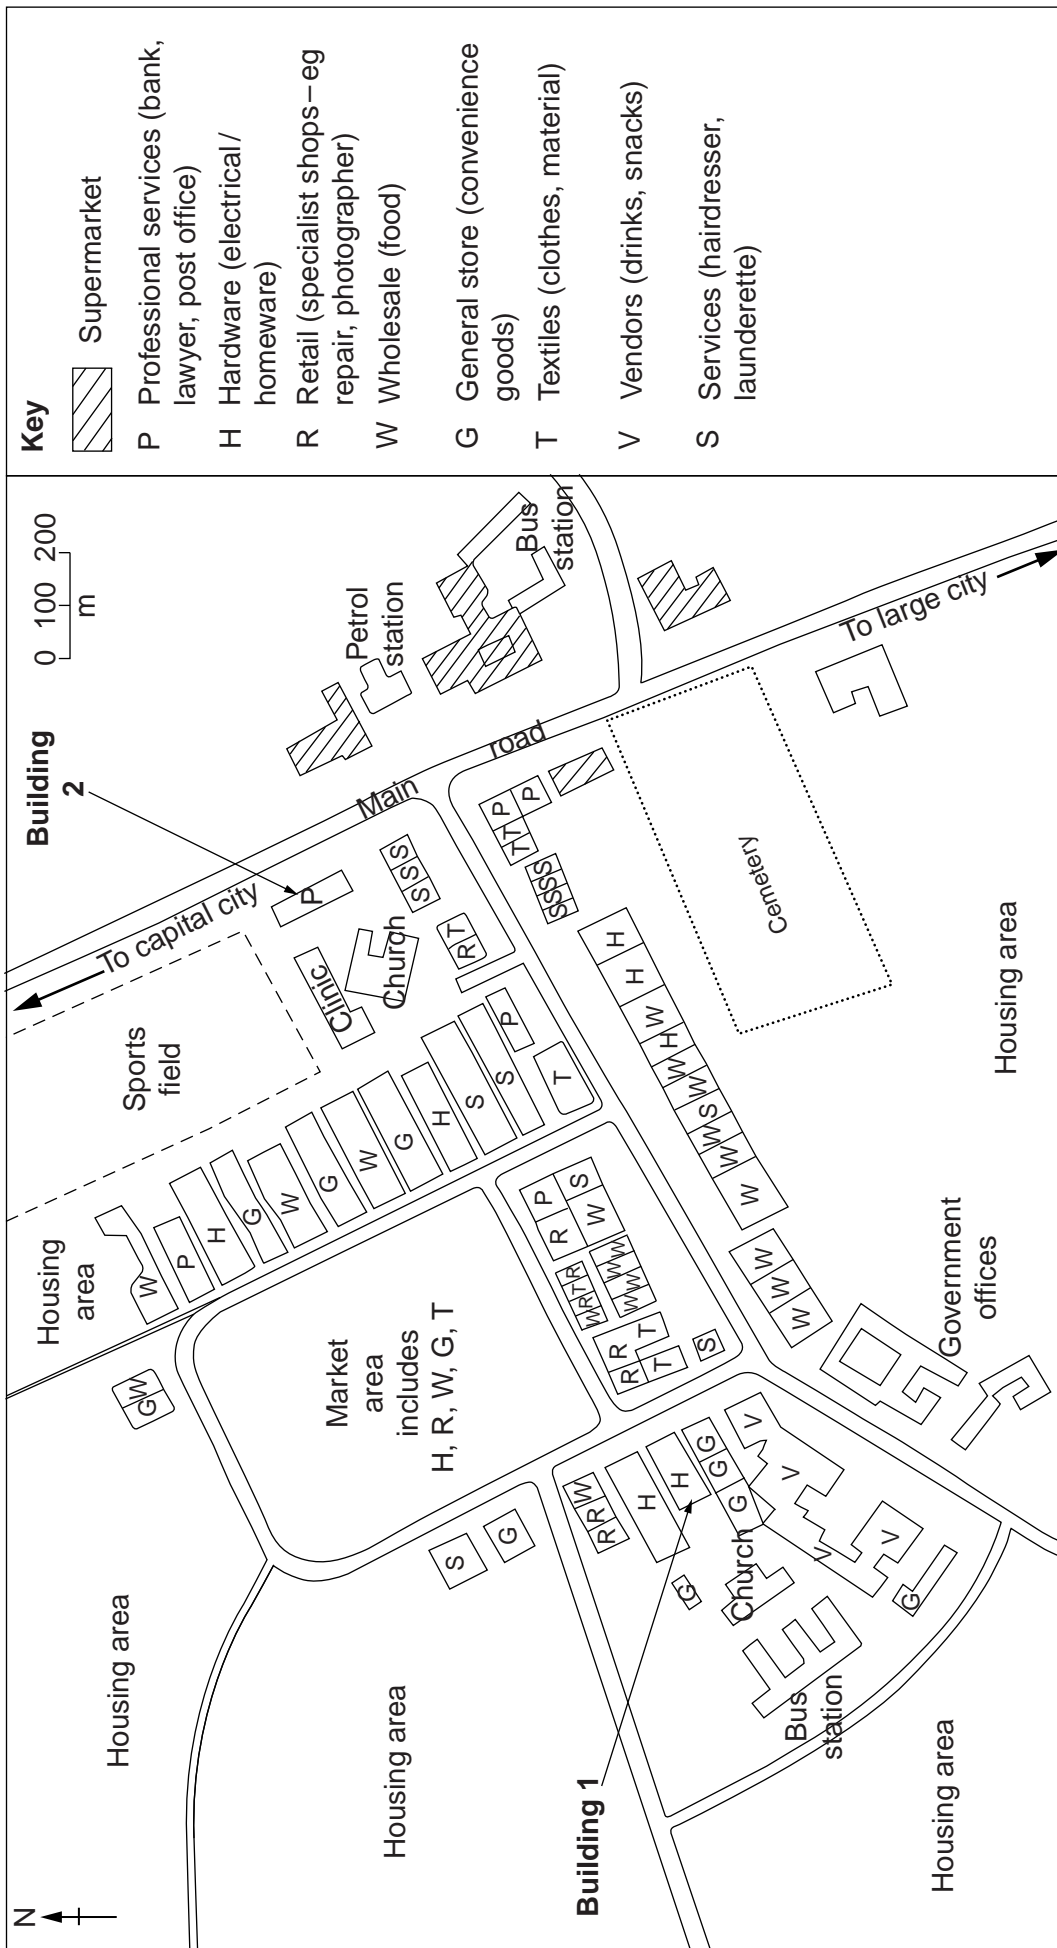 N
Housing area
Housing area
Housing area
Housing area
Sports
field
To capital city
Building
2
0 100 200
m
G W
W
P
H
G
W
G
W
G
H
S
S
P
T
Market
area
includes
H, R, W, G, T
Clinic
Church
P
Main
road
S S S
R T
Petrol
station
Bus
station
S
G
R P
W S
W R T R
W W W W
R R T
T
S
T T P P
S S S S
W W W S W W H W H H
W W W
Building 1
R R W
H
H
G G G
G
Church
V
V
V
V
G
Bus
station
Housing area
Government
offices
Cemetery
Housing area
To large city
Key
Supermarket
P Professional services (bank,
lawyer, post office)
H Hardware (electrical/
homeware)
R Retail (specialist shops–eg
repair, photographer)
W Wholesale (food)
G General store (convenience
goods)
T Textiles (clothes, material)
V Vendors (drinks, snacks)
S Services (hairdresser,
launderette)